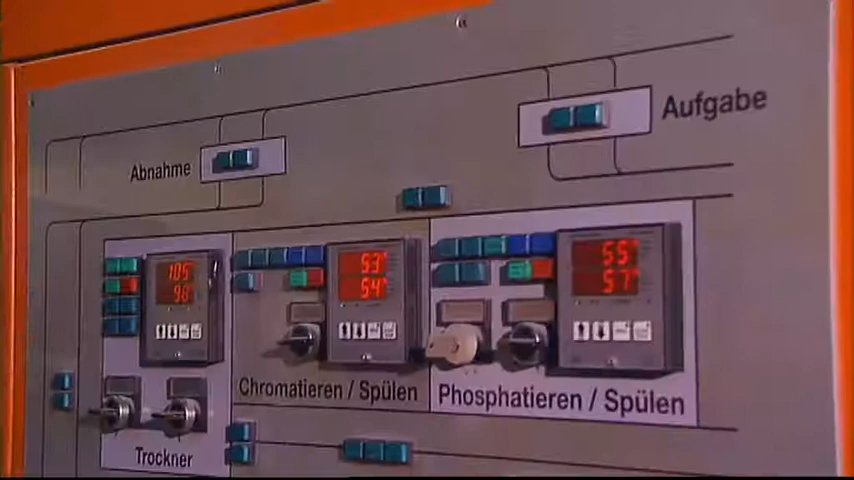 Aufgabe
Abnahme
105
98
53°
54°
55
57°
Chromatieren / Spülen
Phosphatieren / Spülen
Trockner